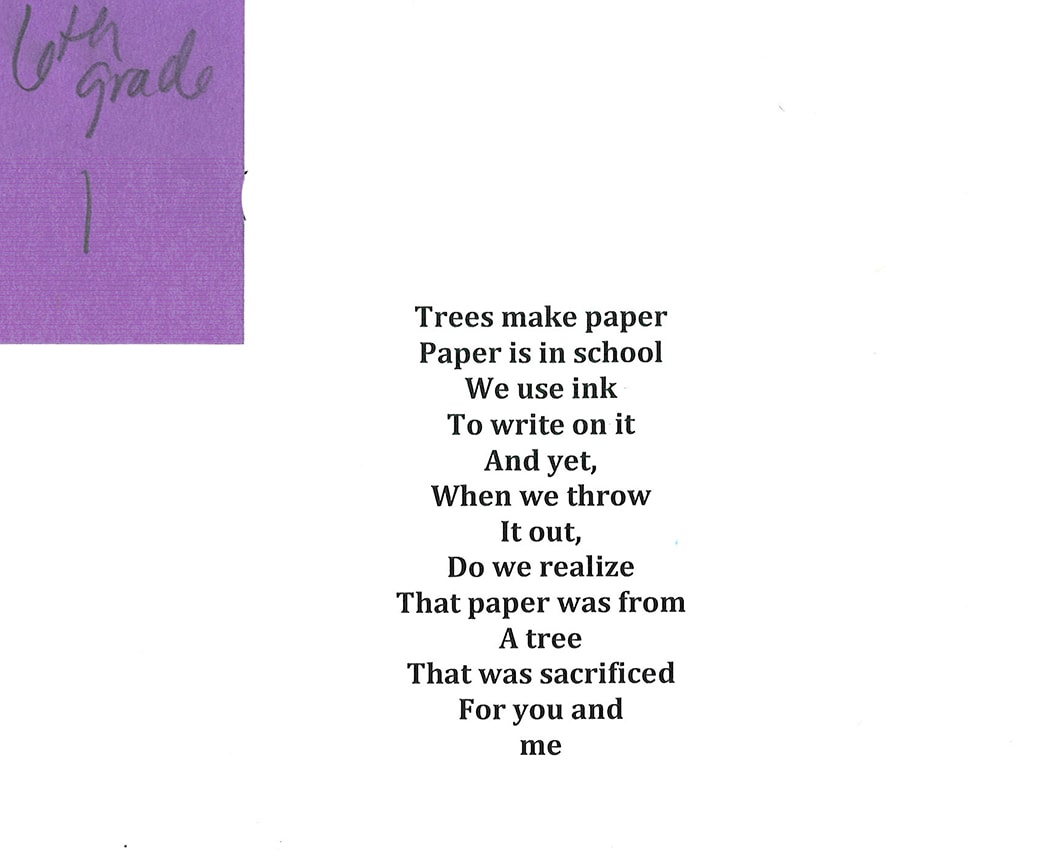 6th
grade
1
Trees make paper
Paper is in school
We use ink
To write on it
And yet,
When we throw
It out,
Do we realize
That paper was from
A tree
That was sacrificed
For you and
me